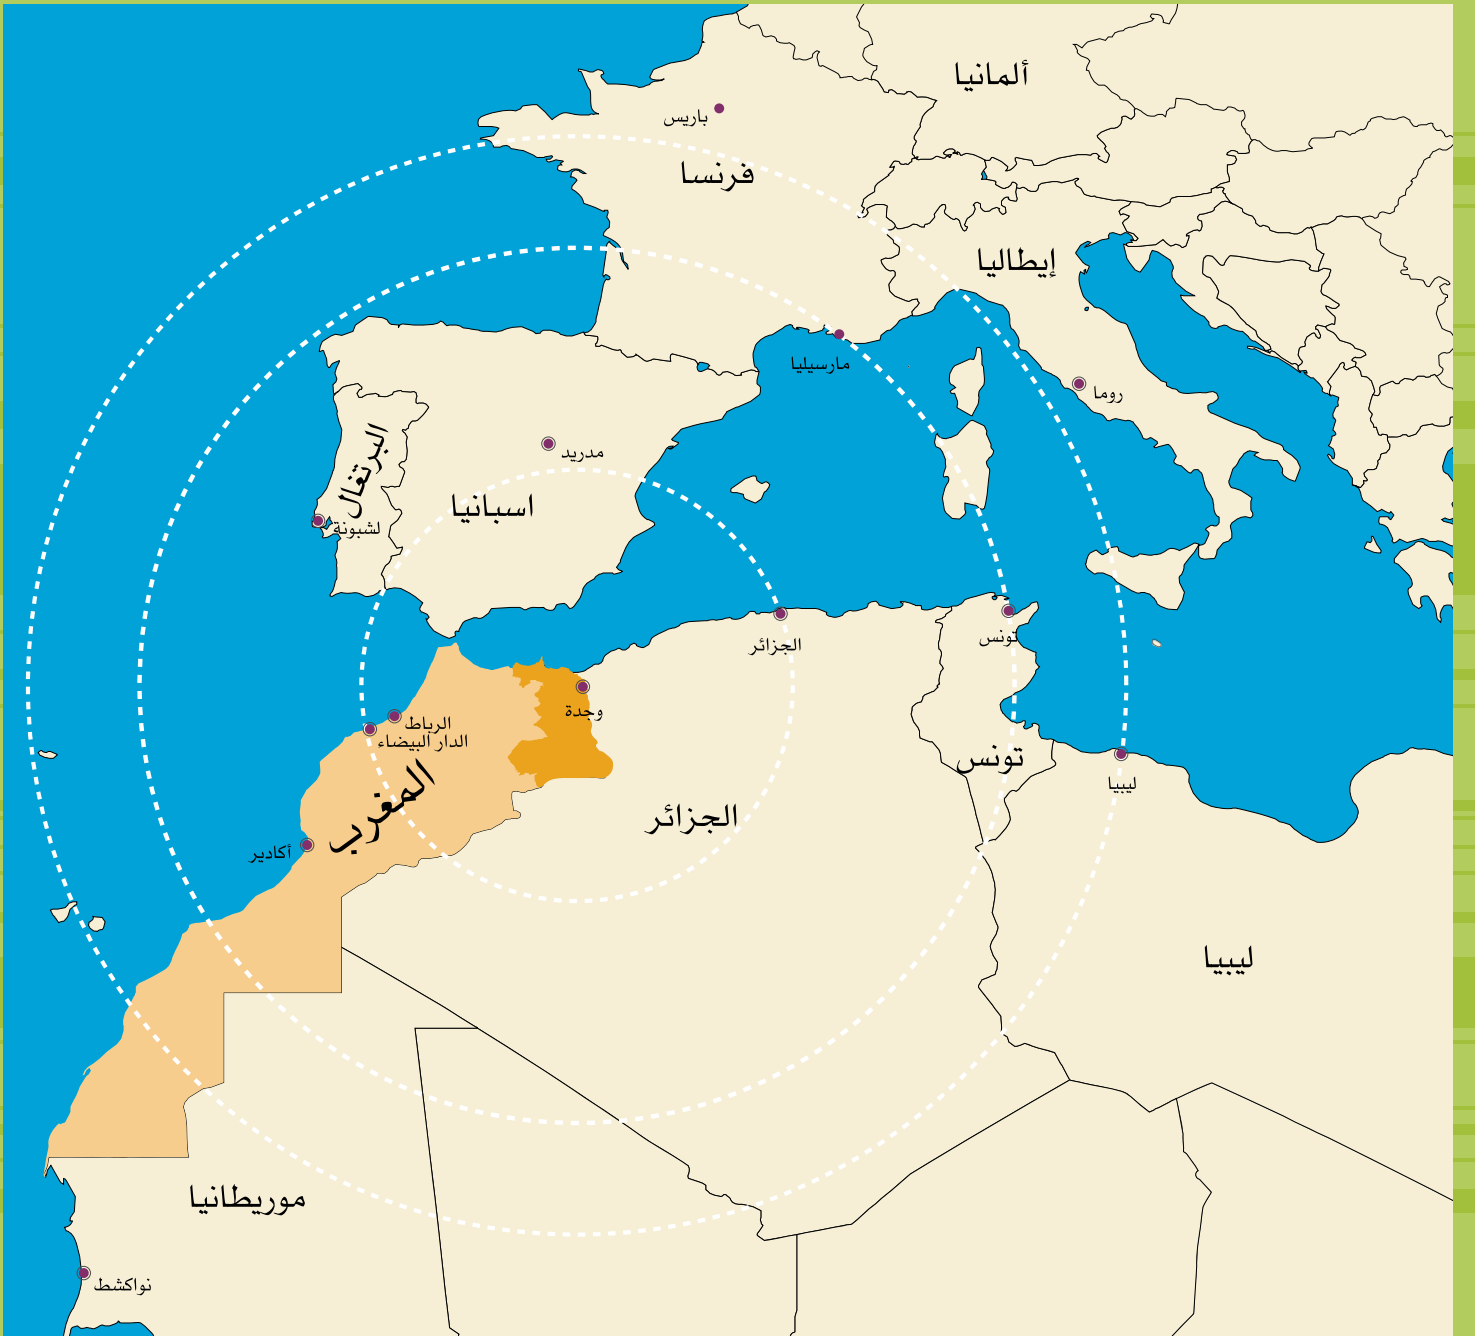 ألمانيا
باريس
فرنسا
إيطاليا
مارسيليا
روما
البرتغال
مدريد
اسبانيا
لشبونة
تونس
الجزائر
وجدة
الرباط
الدار البيضاء
تونس
ليبيا
المغرب
الجزائر
أكادير
ليبيا
موريطانيا
نواكشط